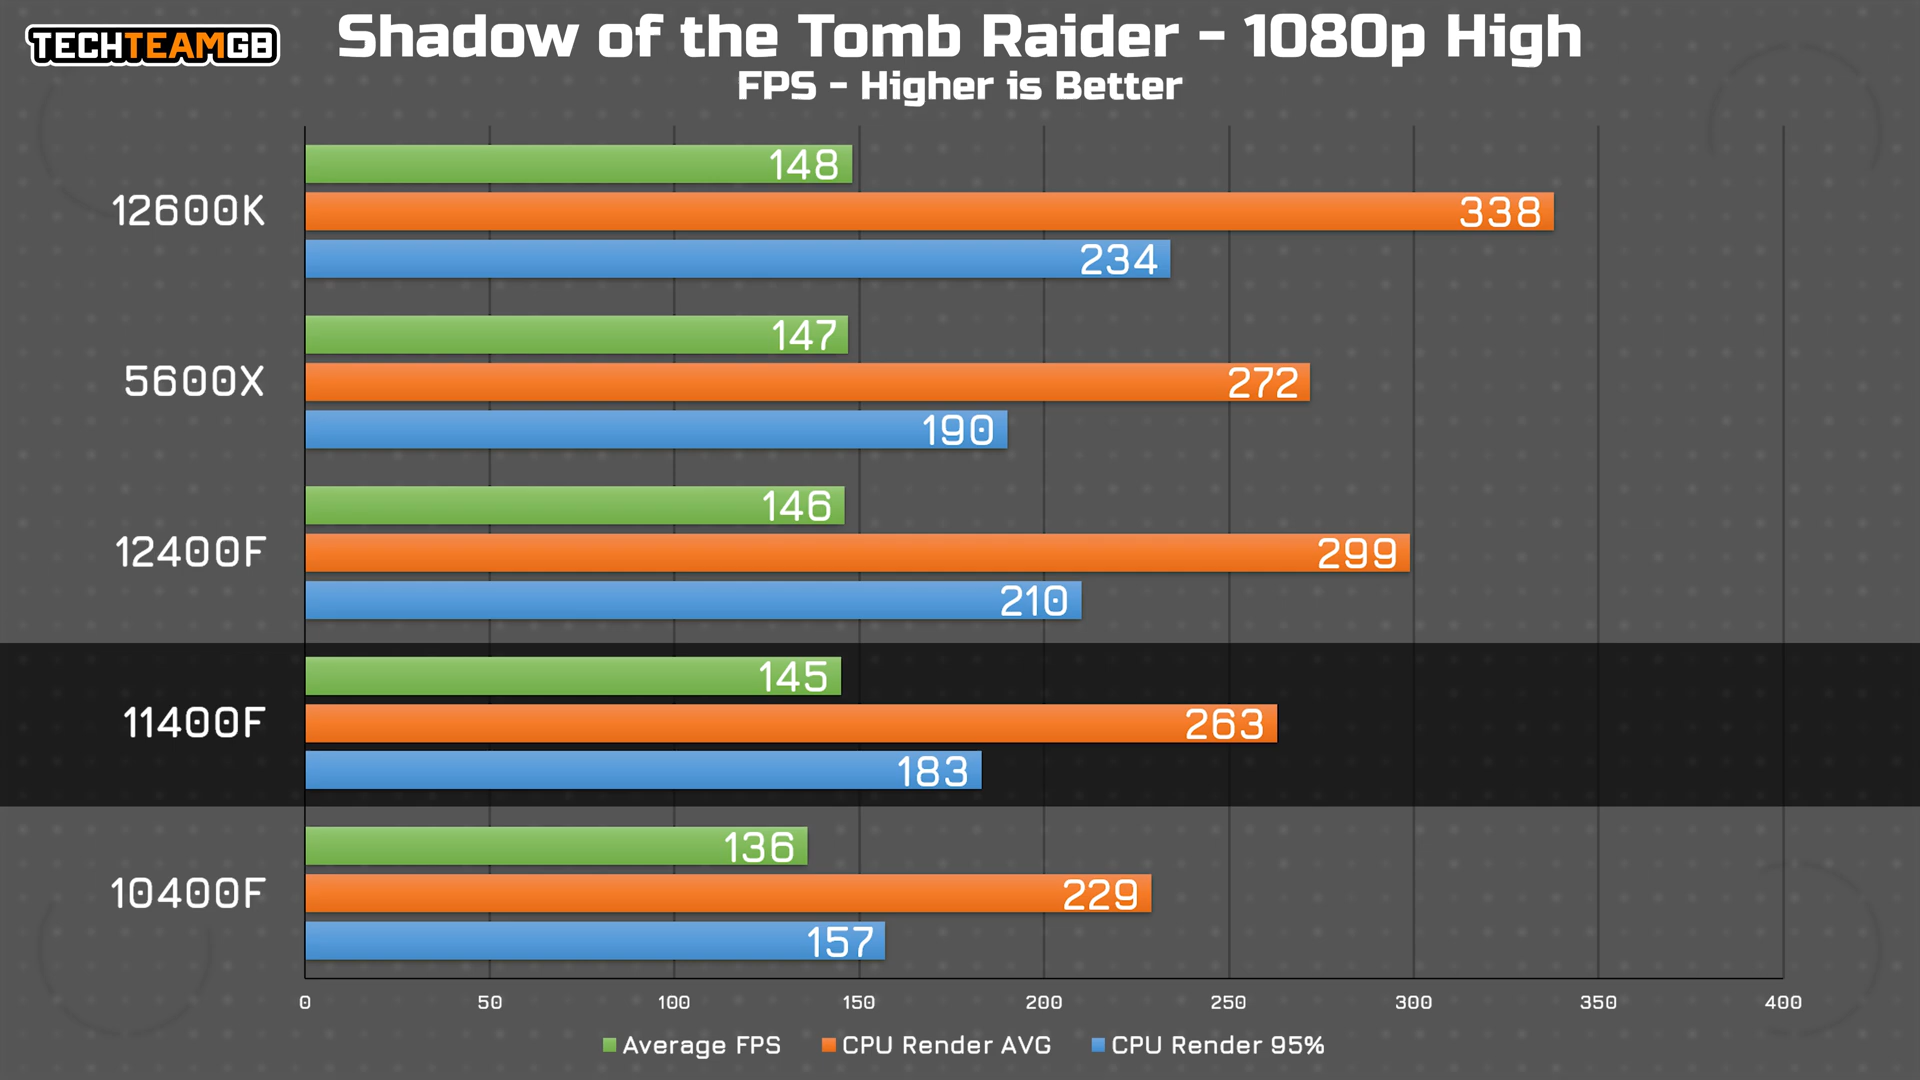 TECHTEAMGB
Shadow of the Tomb Raider - 1080p High
FPS - Higher is Better
12600K
148
338
234
5600X
147
272
190
12400F
146
299
210
11400F
145
263
183
10400F
136
229
157
0 50 100 150 200 250 300 350 400
Average FPS CPU Render AVG CPU Render 95%